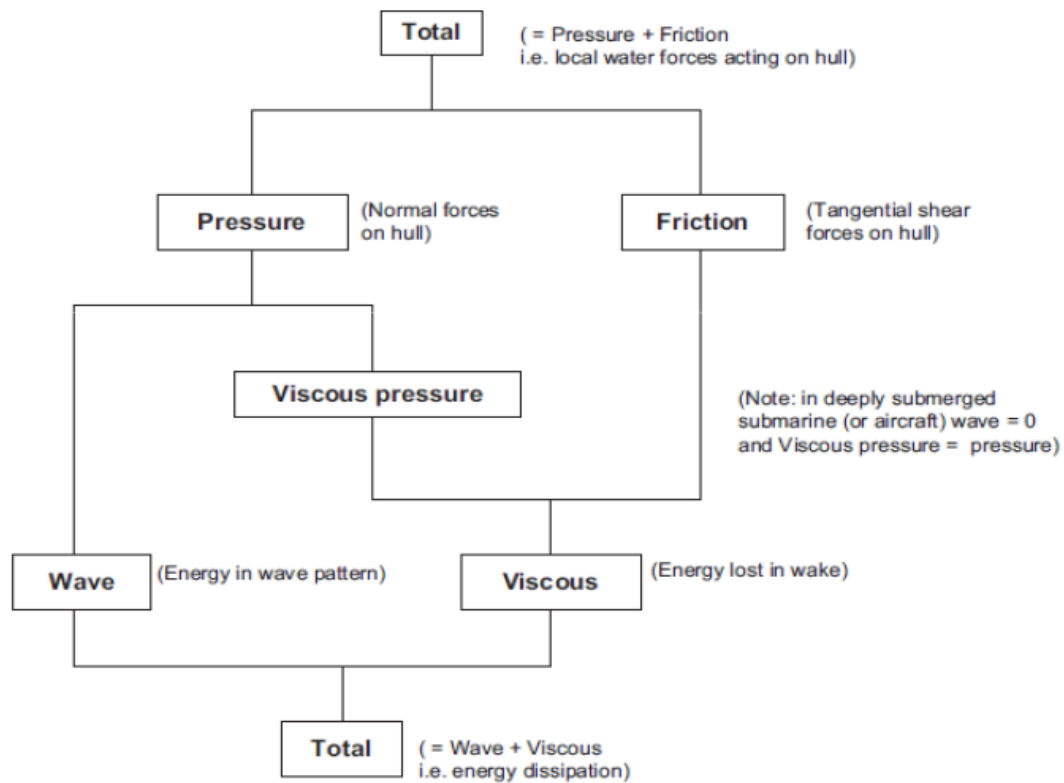 Total
( = Pressure + Friction
i.e. local water forces acting on hull)
Pressure
(Normal forces
on hull)
Friction
(Tangential shear
forces on hull)
Viscous pressure
(Note: in deeply submerged
submarine (or aircraft) wave = 0
and Viscous pressure = pressure)
Wave
(Energy in wave pattern)
Viscous
(Energy lost in wake)
Total
( = Wave + Viscous
i.e. energy dissipation)